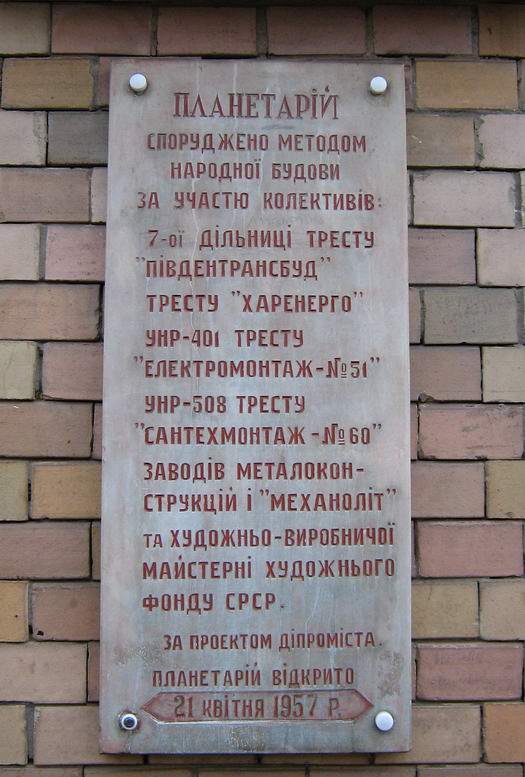 ПЛАНЕТАРІЙ
СПОРУДЖЕНО МЕТОДОМ
НАРОДНОЇ БУДОВИ
ЗА УЧАСТЮ КОЛЕКТИВІВ:
7-ої ДІЛЬНИЦІ ТРЕСТУ
"ПІВДЕНТРАНСБУД"
ТРЕСТУ "ХАРЕНЕРГО"
УНР-401 ТРЕСТУ
"ЕЛЕКТРОМОНТАЖ-№51"
УНР-508 ТРЕСТУ
"САНТЕХМОНТАЖ-№60"
ЗАВОДІВ МЕТАЛОКОН-
СТРУКЦІЙ І "МЕХАНОЛІТ"
ТА ХУДОЖНЬО-ВИРОБНИЧОЇ
МАЙСТЕРНІ ХУДОЖНЬОГО
ФОНДУ СРСР.
ЗА ПРОЕКТОМ ДІПРОМІСТА.
ПЛАНЕТАРІЙ ВІДКРИТО
21 КВІТНЯ 1957 Р.